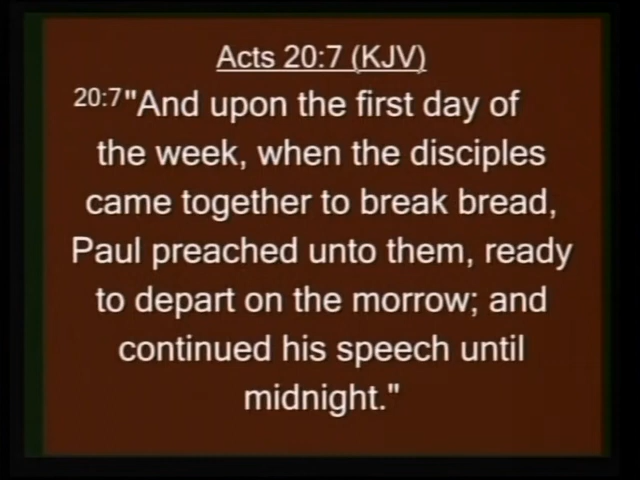 Acts 20:7 (KJV)
20:7"And upon the first day of
the week, when the disciples
came together to break bread,
Paul preached unto them, ready
to depart on the morrow; and
continued his speech until
midnight."